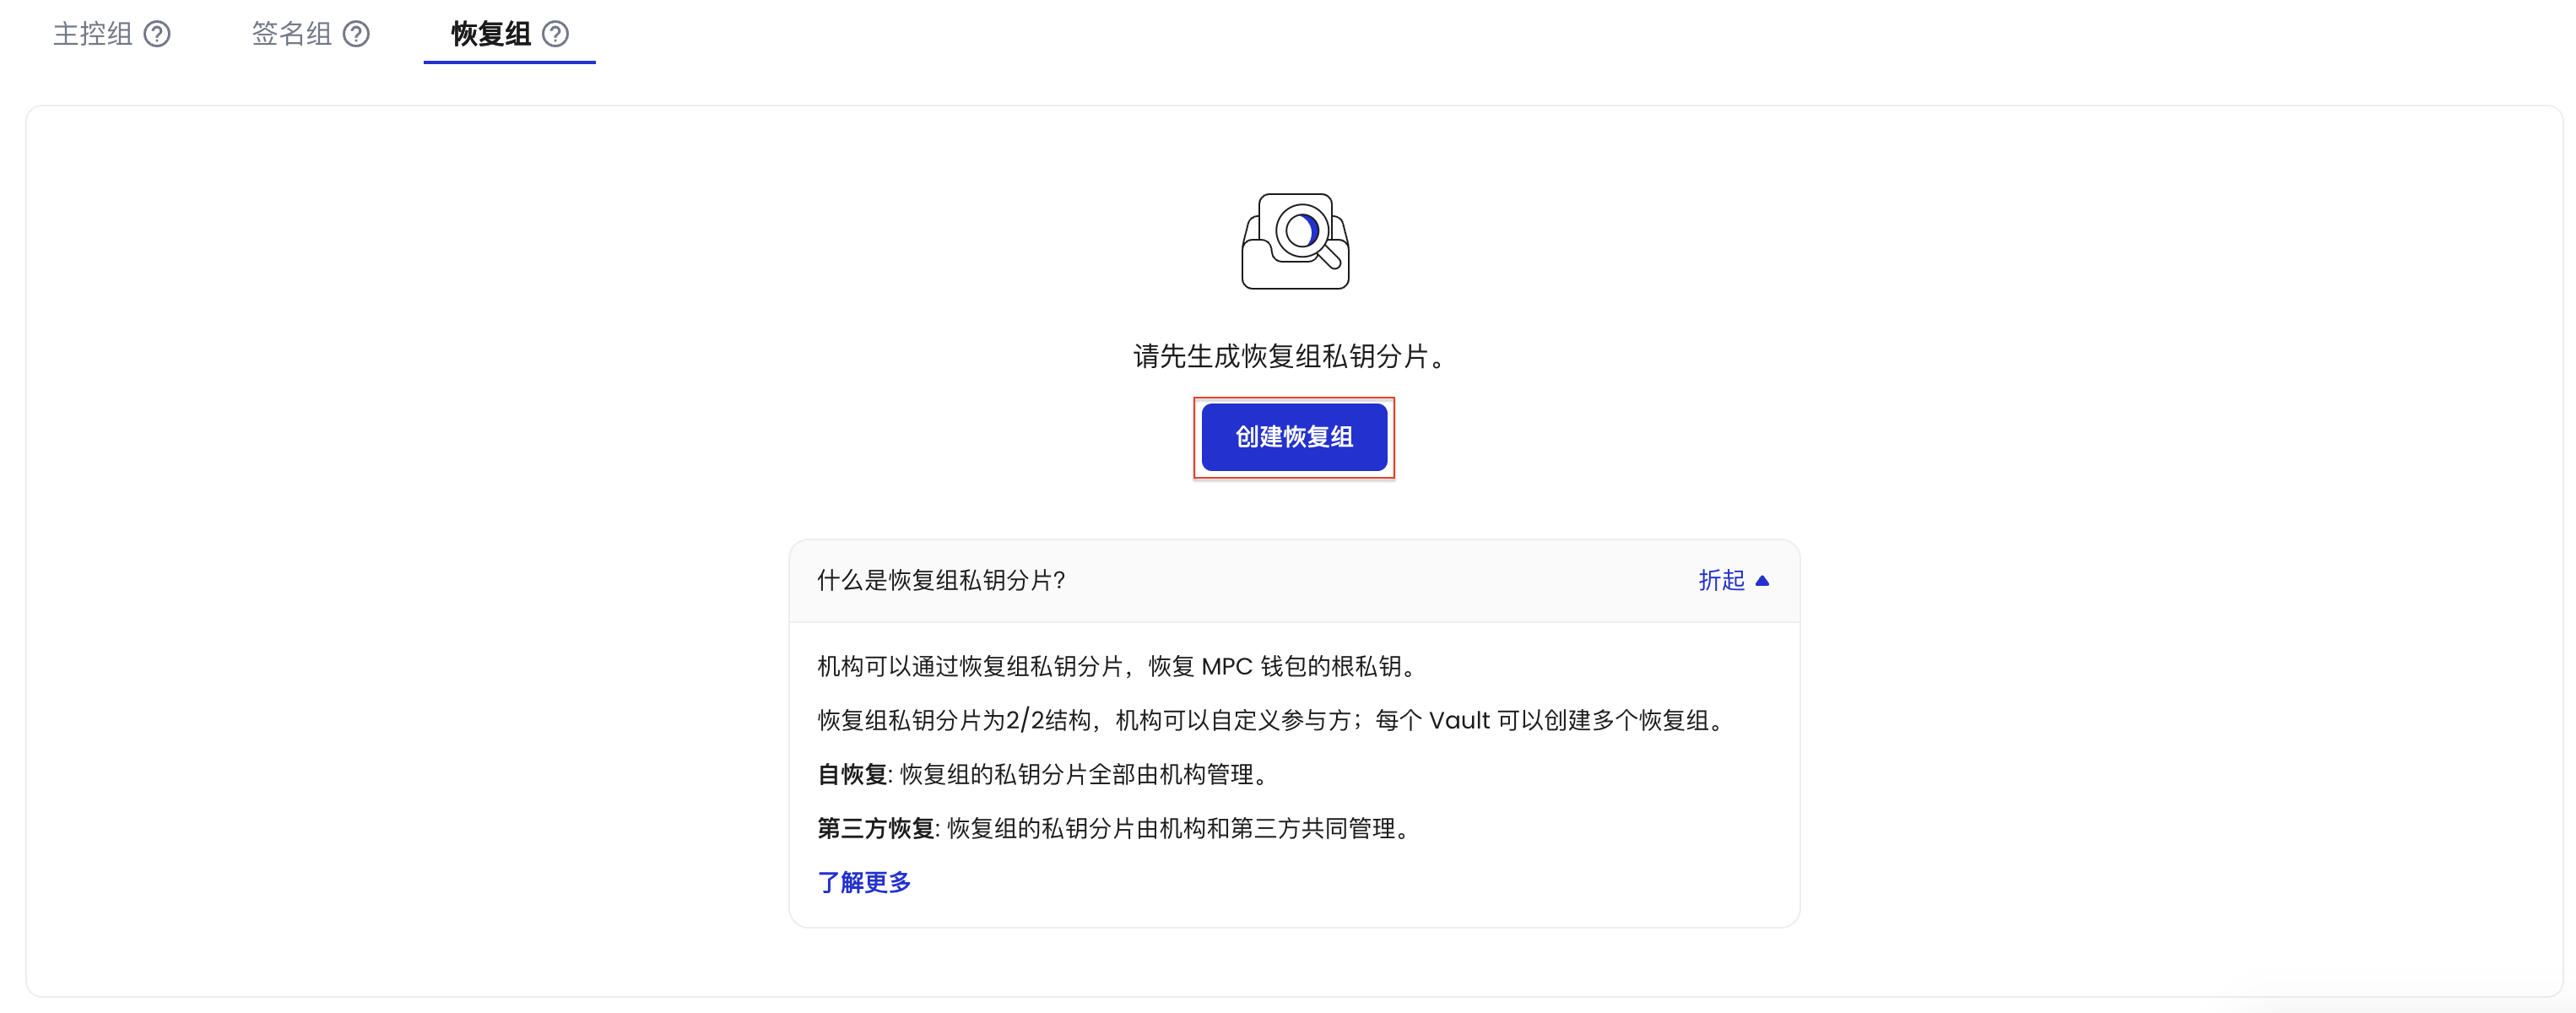 主控组 签名组 恢复组
请先生成恢复组私钥分片。
创建恢复组
什么是恢复组私钥分片? 折起
机构可以通过恢复组私钥分片，恢复 MPC 钱包的根私钥。
恢复组私钥分片为2/2结构，机构可以自定义参与方；每个 Vault 可以创建多个恢复组。
自恢复: 恢复组的私钥分片全部由机构管理。
第三方恢复: 恢复组的私钥分片由机构和第三方共同管理。
了解更多